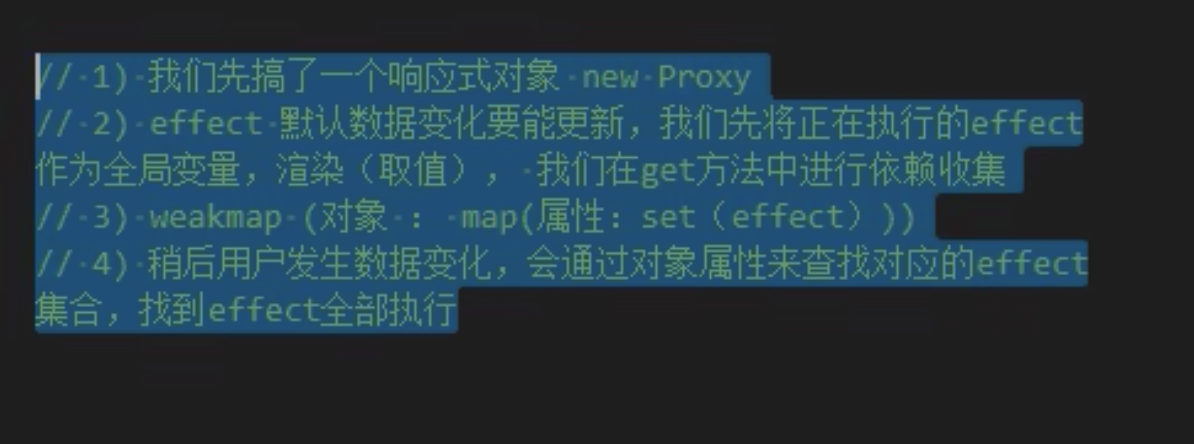 // 1) 我们先搞了一个响应式对象 new Proxy
// 2) effect 默认数据变化要能更新，我们先将正在执行的effect
作为全局变量，渲染（取值）， 我们在get方法中进行依赖收集
// 3) weakmap (对象 : map(属性：set（effect）))
// 4) 稍后用户发生数据变化，会通过对象属性来查找对应的effect
集合，找到effect全部执行